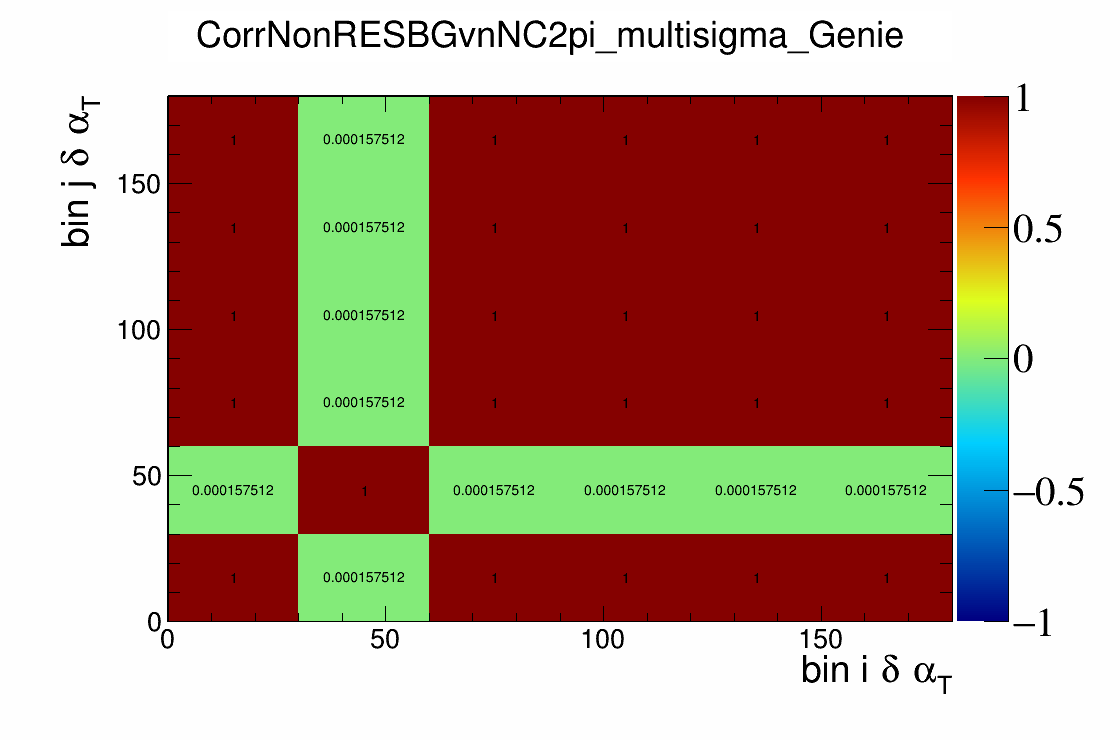 CorrNonRESBGvnNC2pi_multisigma_Genie
bin j δ α_T
150
100
50
0
1 0.000157512 1 1 1 1
1 0.000157512 1 1 1 1
1 0.000157512 1 1 1 1
1 0.000157512 1 1 1 1
0.000157512 1 0.000157512 0.000157512 0.000157512 0.000157512
1 0.000157512 1 1 1 1
0 50 100 150
bin i δ α_T
1
0.5
0
−0.5
−1